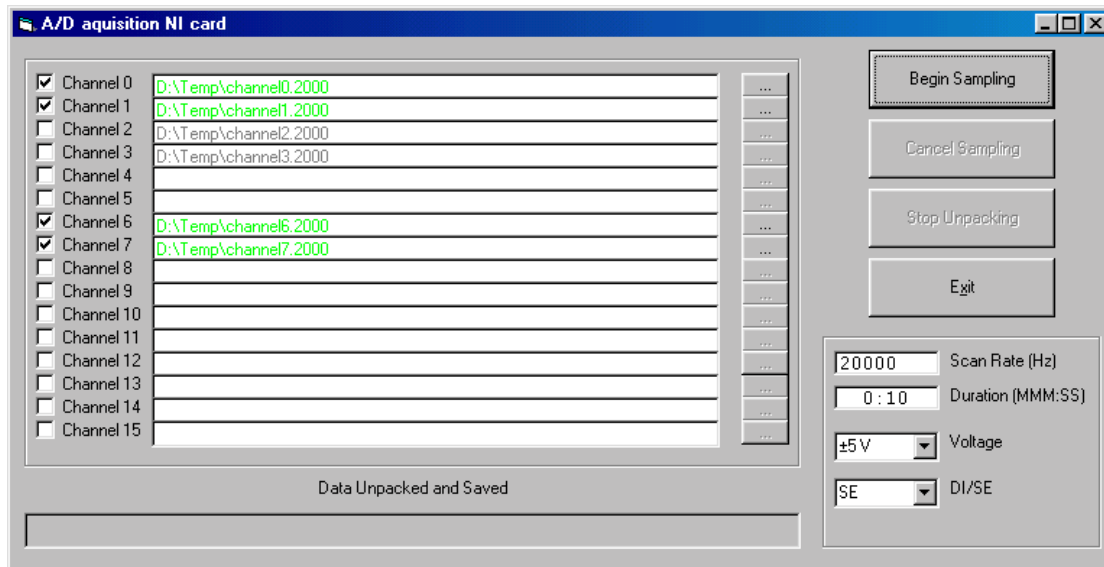 A/D aquisition NI card
Channel 0 D:\Temp\channel0.2000 ...
Channel 1 D:\Temp\channel1.2000 ...
Channel 2 D:\Temp\channel2.2000 ...
Channel 3 D:\Temp\channel3.2000 ...
Channel 4 ...
Channel 5 ...
Channel 6 D:\Temp\channel6.2000 ...
Channel 7 D:\Temp\channel7.2000 ...
Channel 8 ...
Channel 9 ...
Channel 10 ...
Channel 11 ...
Channel 12 ...
Channel 13 ...
Channel 14 ...
Channel 15 ...
Data Unpacked and Saved
Begin Sampling
Cancel Sampling
Stop Unpacking
Exit
20000 Scan Rate (Hz)
0:10 Duration (MMM:SS)
±5V Voltage
SE DI/SE